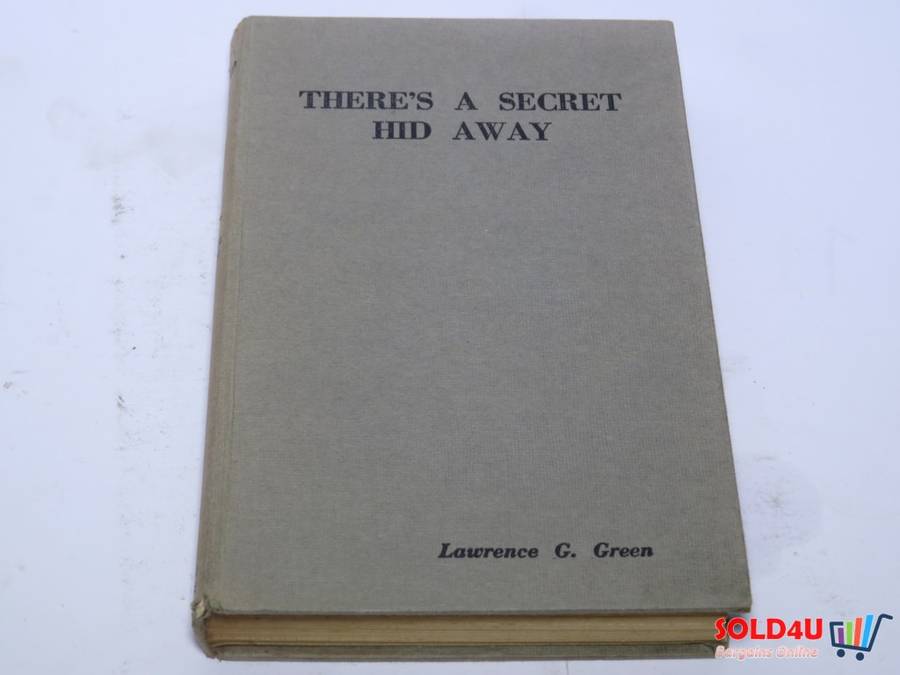 THERE'S A SECRET
HID AWAY
Lawrence G. Green
SOLD4U
Bargains Online